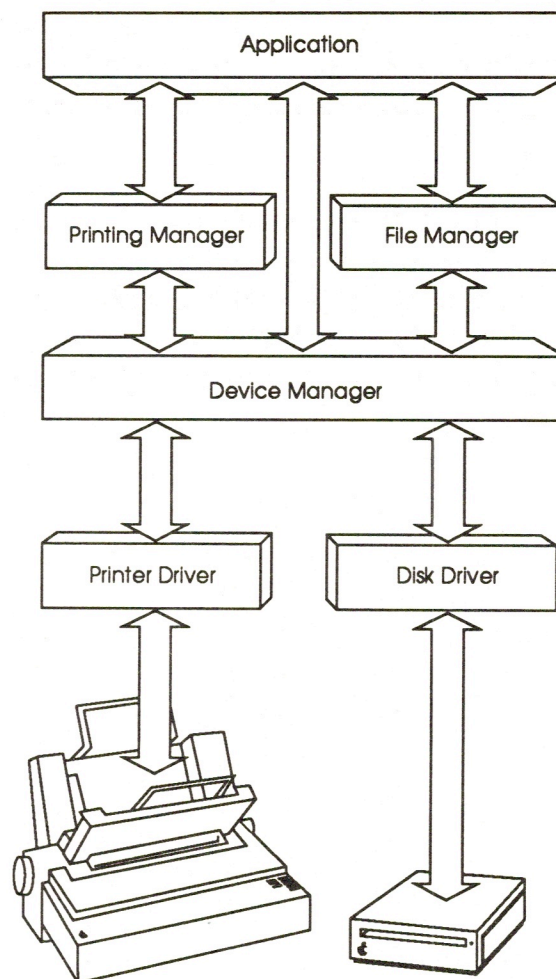 Application
Printing Manager
File Manager
Device Manager
Printer Driver
Disk Driver